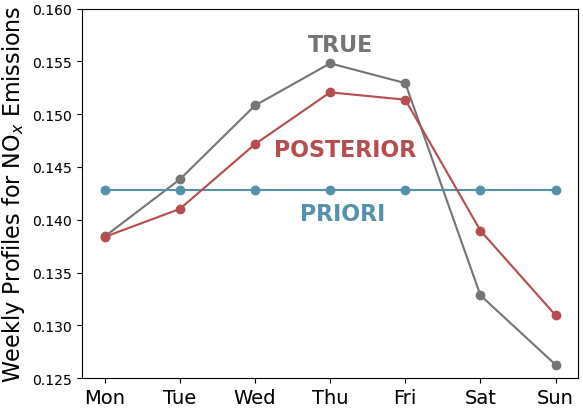 Weekly Profiles for NOx Emissions
0.160
0.155
0.150
0.145
0.140
0.135
0.130
0.125
TRUE
POSTERIOR
PRIORI
Mon Tue Wed Thu Fri Sat Sun